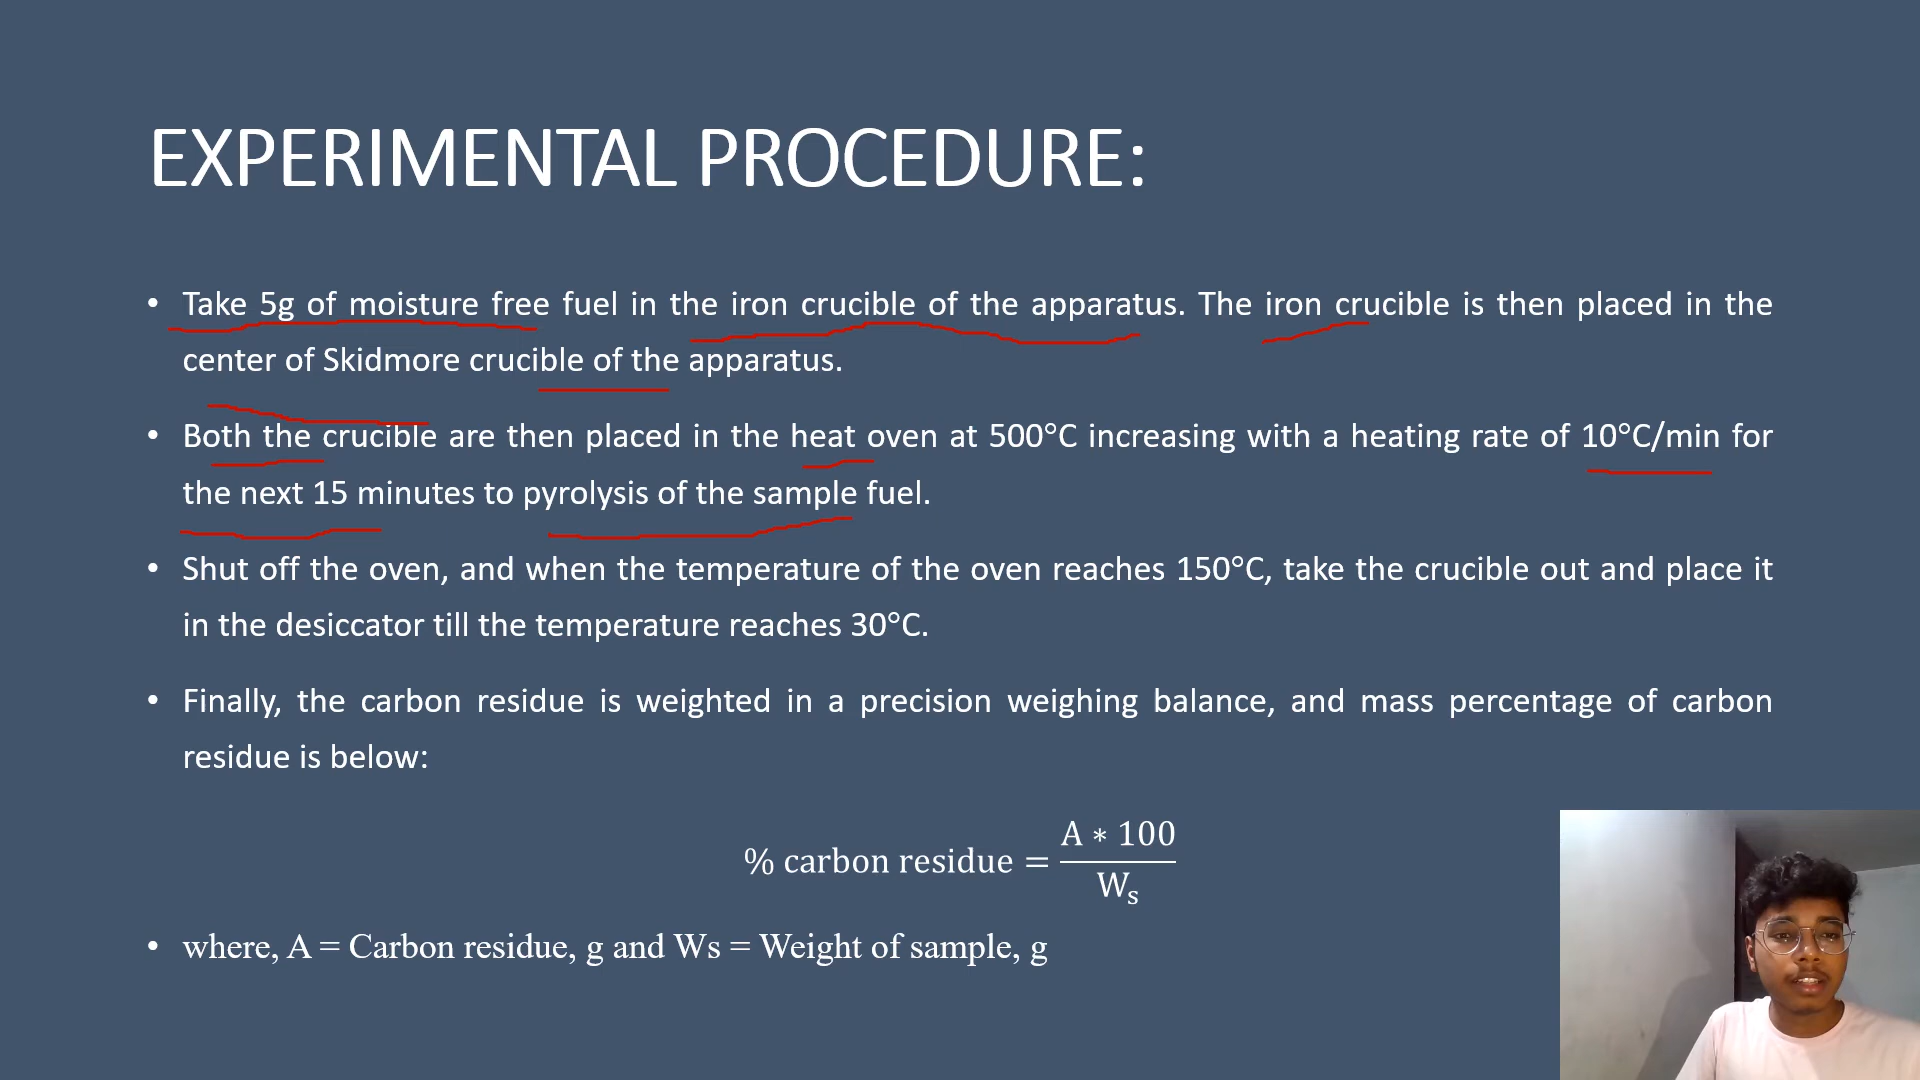 EXPERIMENTAL PROCEDURE:
• Take 5g of moisture free fuel in the iron crucible of the apparatus. The iron crucible is then placed in the
center of Skidmore crucible of the apparatus.
• Both the crucible are then placed in the heat oven at 500°C increasing with a heating rate of 10°C/min for
the next 15 minutes to pyrolysis of the sample fuel.
• Shut off the oven, and when the temperature of the oven reaches 150°C, take the crucible out and place it
in the desiccator till the temperature reaches 30°C.
• Finally, the carbon residue is weighted in a precision weighing balance, and mass percentage of carbon
residue is below:
% carbon residue = A ∗ 100 / Wₛ
• where, A = Carbon residue, g and Ws = Weight of sample, g